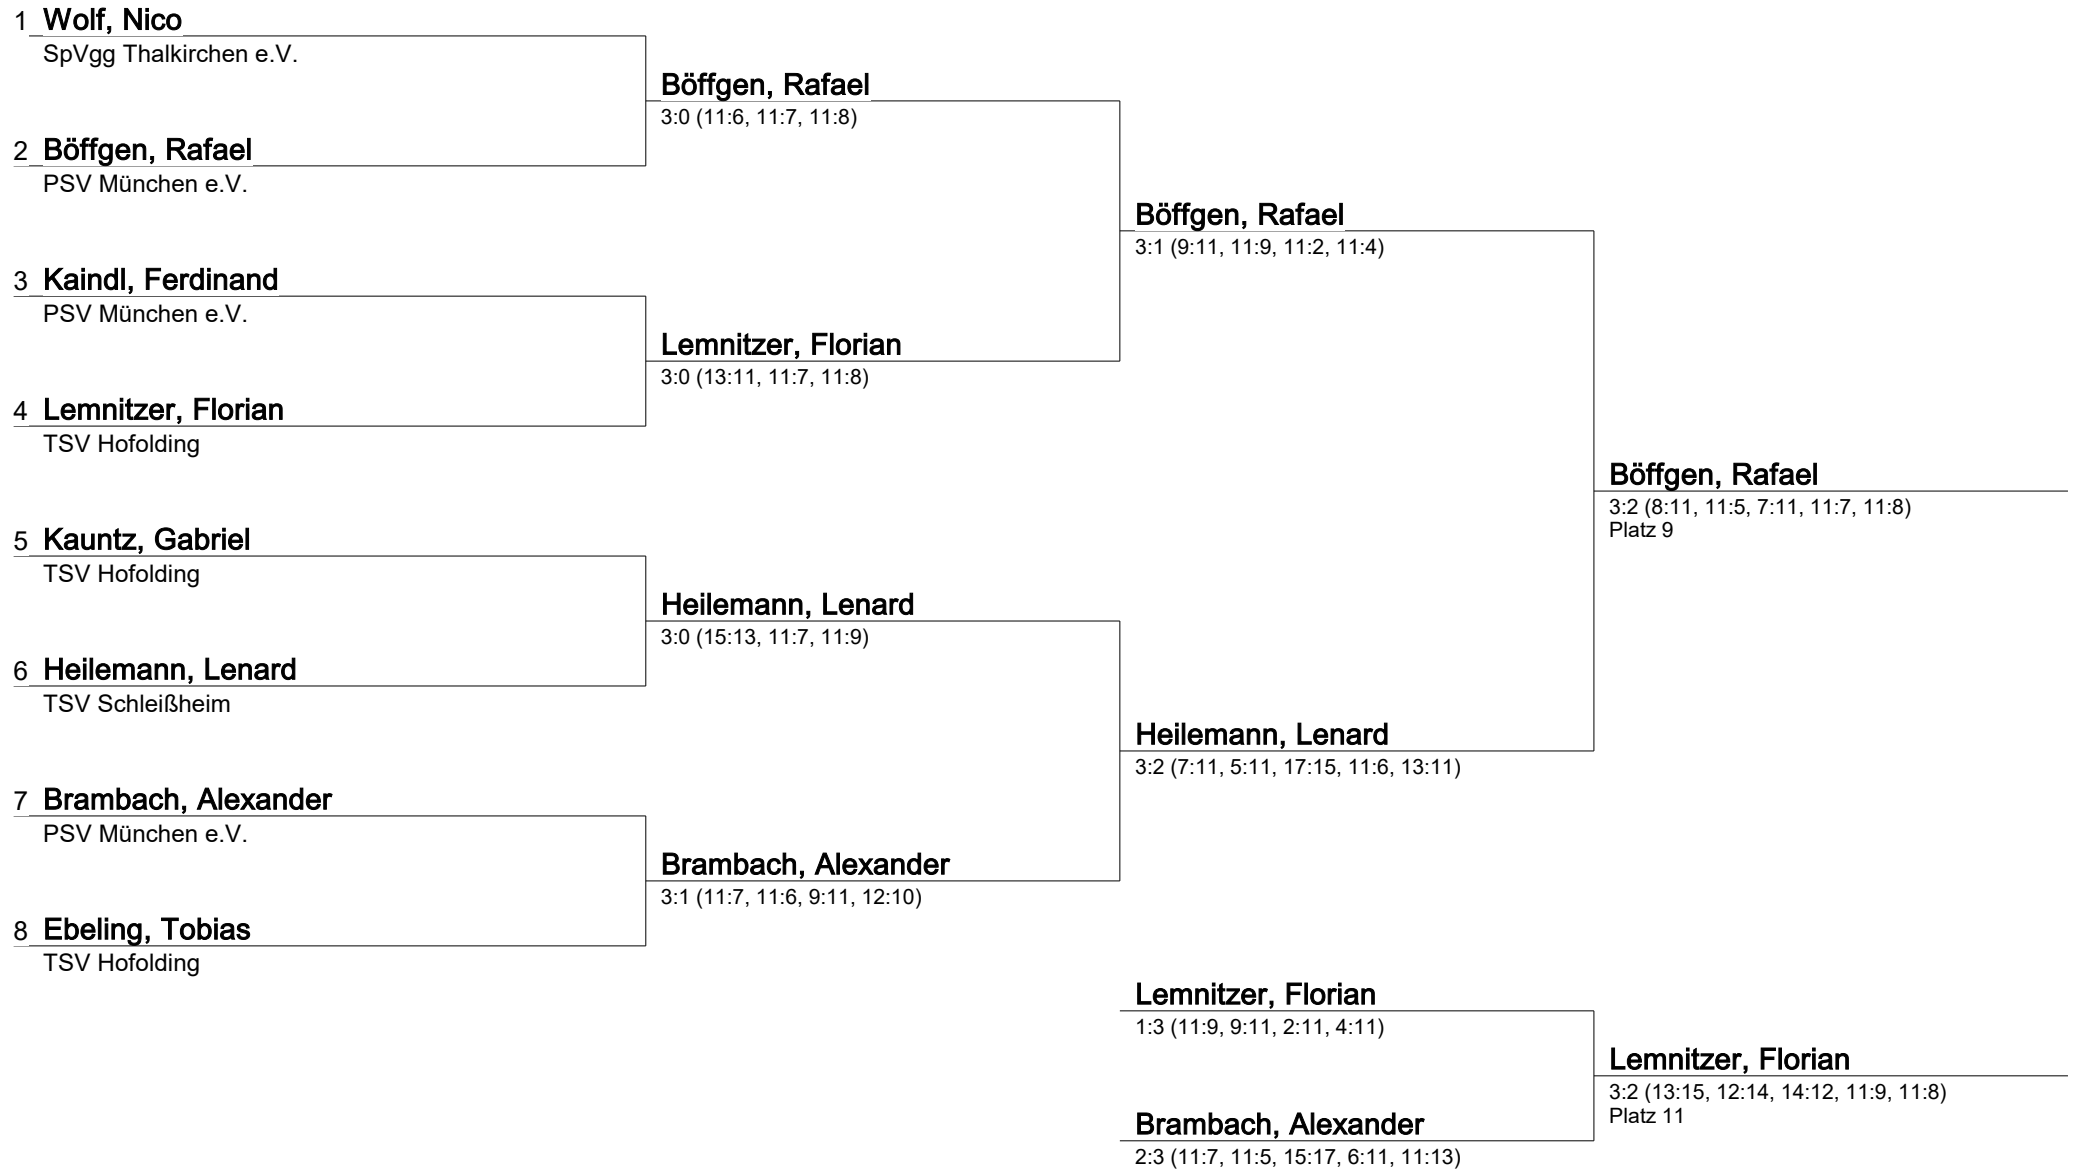 1 Wolf, Nico
SpVgg Thalkirchen e.V.
Böffgen, Rafael
3:0 (11:6, 11:7, 11:8)
2 Böffgen, Rafael
PSV München e.V.
Böffgen, Rafael
3:1 (9:11, 11:9, 11:2, 11:4)
3 Kaindl, Ferdinand
PSV München e.V.
Lemnitzer, Florian
3:0 (13:11, 11:7, 11:8)
4 Lemnitzer, Florian
TSV Hofolding
Böffgen, Rafael
3:2 (8:11, 11:5, 7:11, 11:7, 11:8)
Platz 9
5 Kauntz, Gabriel
TSV Hofolding
Heilemann, Lenard
3:0 (15:13, 11:7, 11:9)
6 Heilemann, Lenard
TSV Schleißheim
Heilemann, Lenard
3:2 (7:11, 5:11, 17:15, 11:6, 13:11)
7 Brambach, Alexander
PSV München e.V.
Brambach, Alexander
3:1 (11:7, 11:6, 9:11, 12:10)
8 Ebeling, Tobias
TSV Hofolding
Lemnitzer, Florian
1:3 (11:9, 9:11, 2:11, 4:11)
Lemnitzer, Florian
3:2 (13:15, 12:14, 14:12, 11:9, 11:8)
Platz 11
Brambach, Alexander
2:3 (11:7, 11:5, 15:17, 6:11, 11:13)